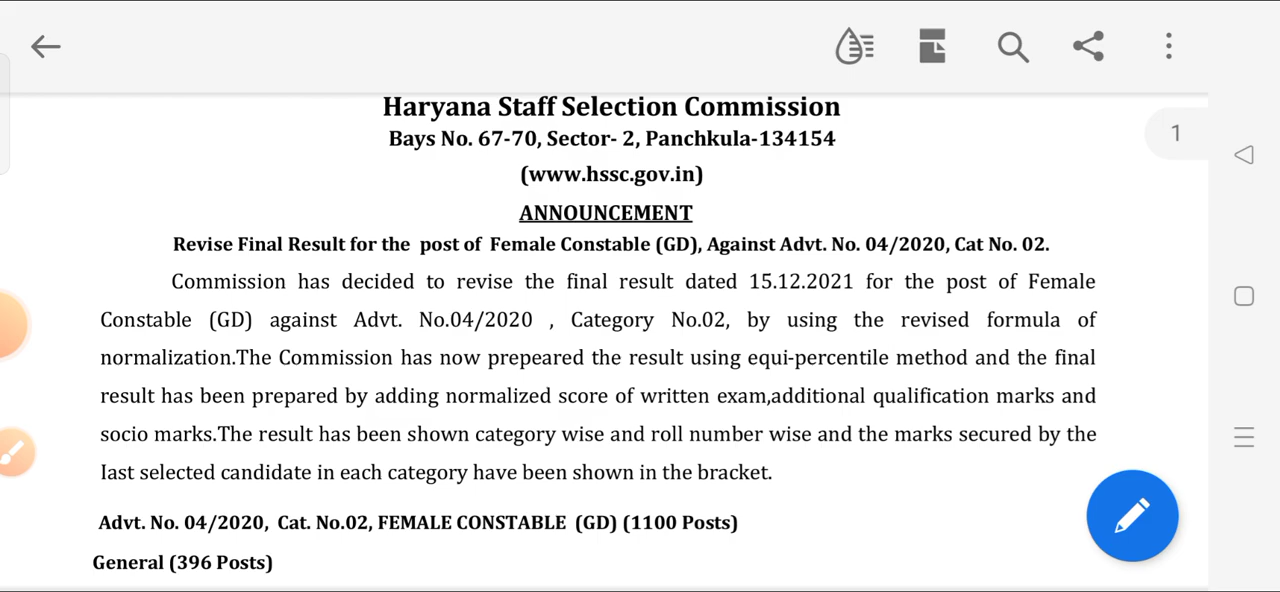 Haryana Staff Selection Commission
Bays No. 67-70, Sector- 2, Panchkula-134154
(www.hssc.gov.in)
1
ANNOUNCEMENT
Revise Final Result for the post of Female Constable (GD), Against Advt. No. 04/2020, Cat No. 02.
Commission has decided to revise the final result dated 15.12.2021 for the post of Female
Constable (GD) against Advt. No.04/2020 , Category No.02, by using the revised formula of
normalization.The Commission has now prepeared the result using equi-percentile method and the final
result has been prepared by adding normalized score of written exam,additional qualification marks and
socio marks.The result has been shown category wise and roll number wise and the marks secured by the
last selected candidate in each category have been shown in the bracket.
Advt. No. 04/2020, Cat. No.02, FEMALE CONSTABLE (GD) (1100 Posts)
General (396 Posts)